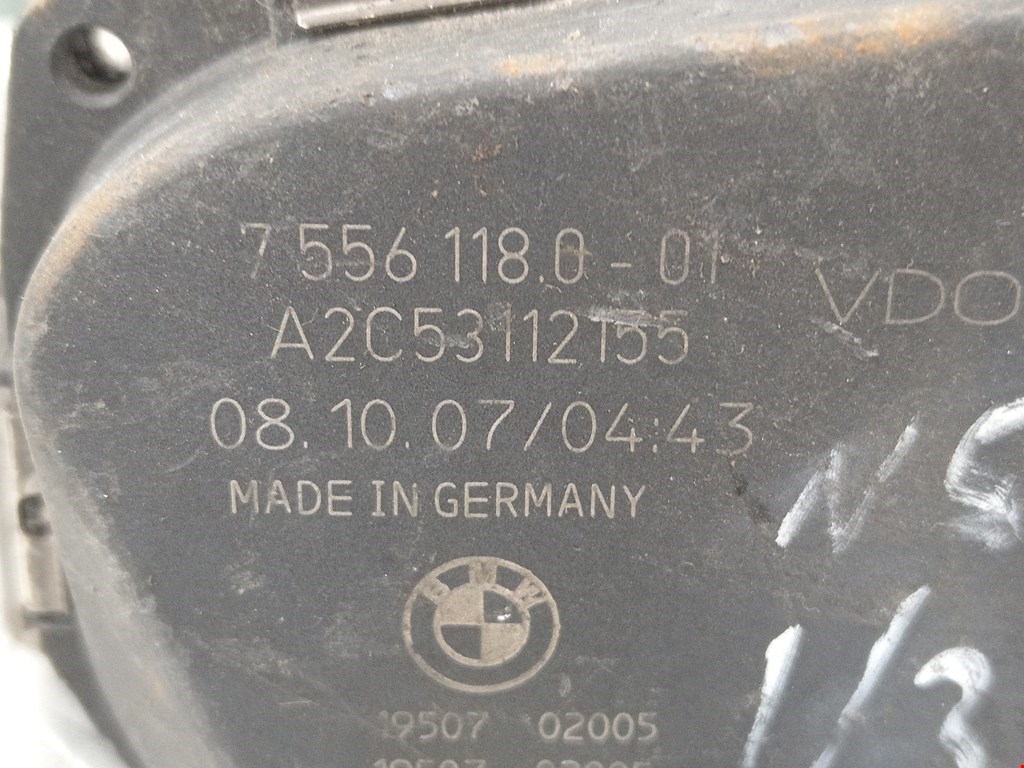 7 556 118.0 - 01
VDO
A2C53112155
08.10.07/04:43
MADE IN GERMANY
BMW
19507 02005